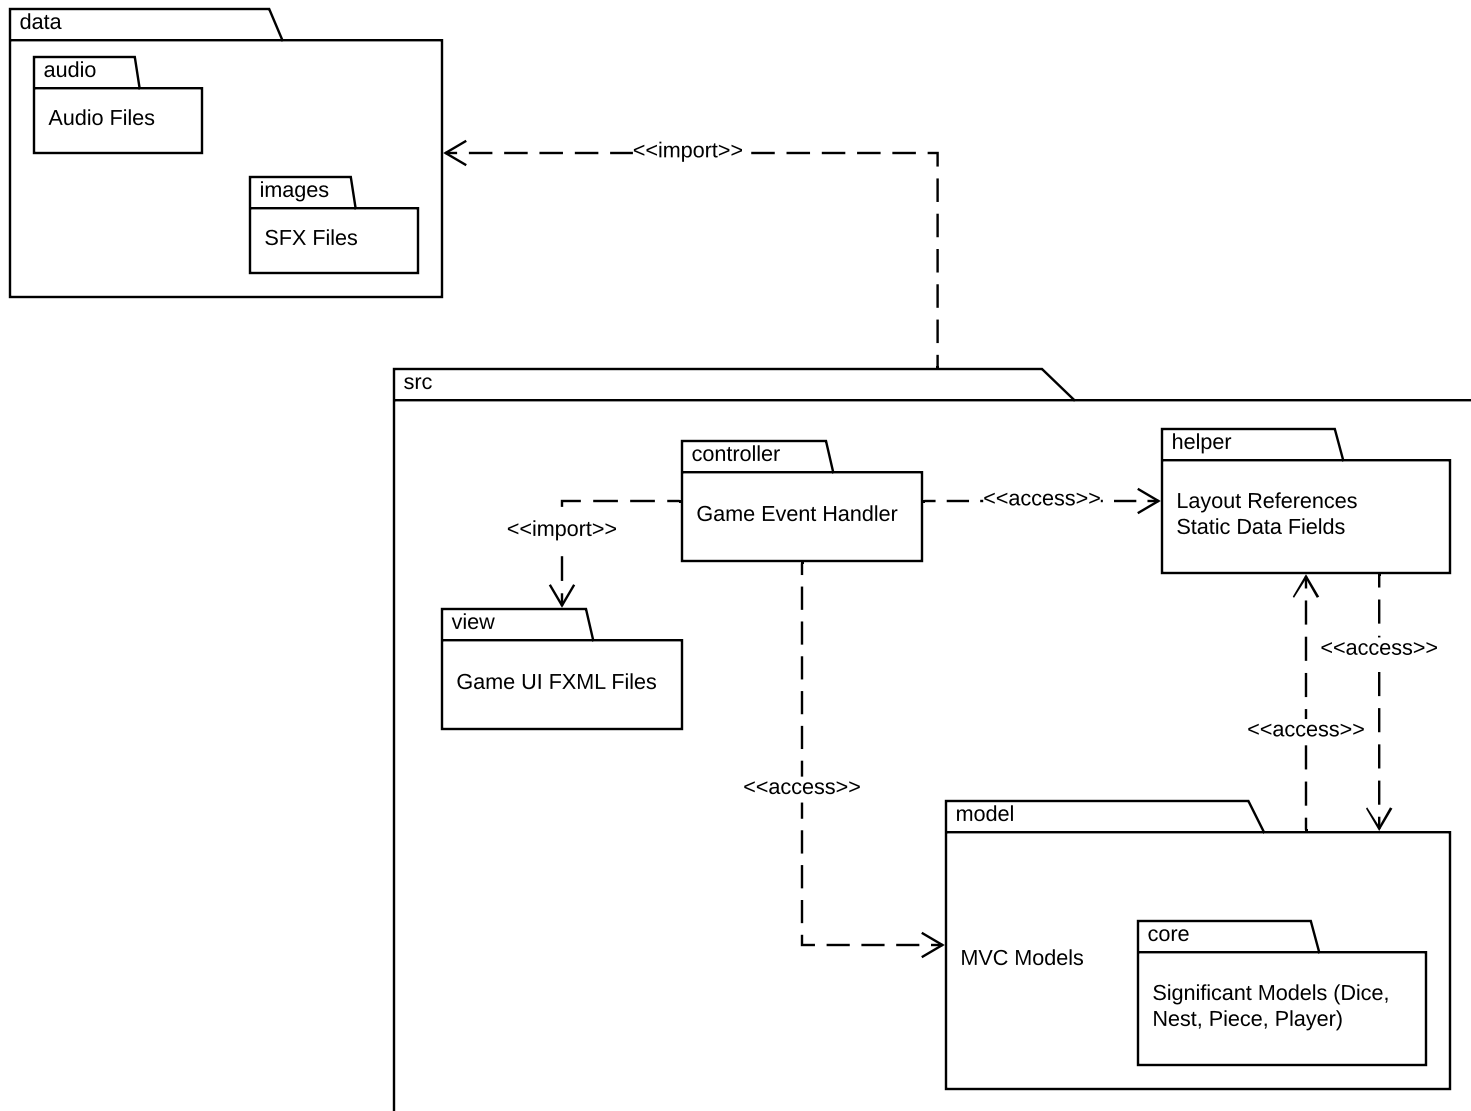 data
audio
Audio Files
<<import>>
images
SFX Files
src
controller
Game Event Handler
<<access>>
helper
Layout References
Static Data Fields
<<import>>
view
Game UI FXML Files
<<access>>
<<access>>
<<access>>
model
MVC Models
core
Significant Models (Dice,
Nest, Piece, Player)